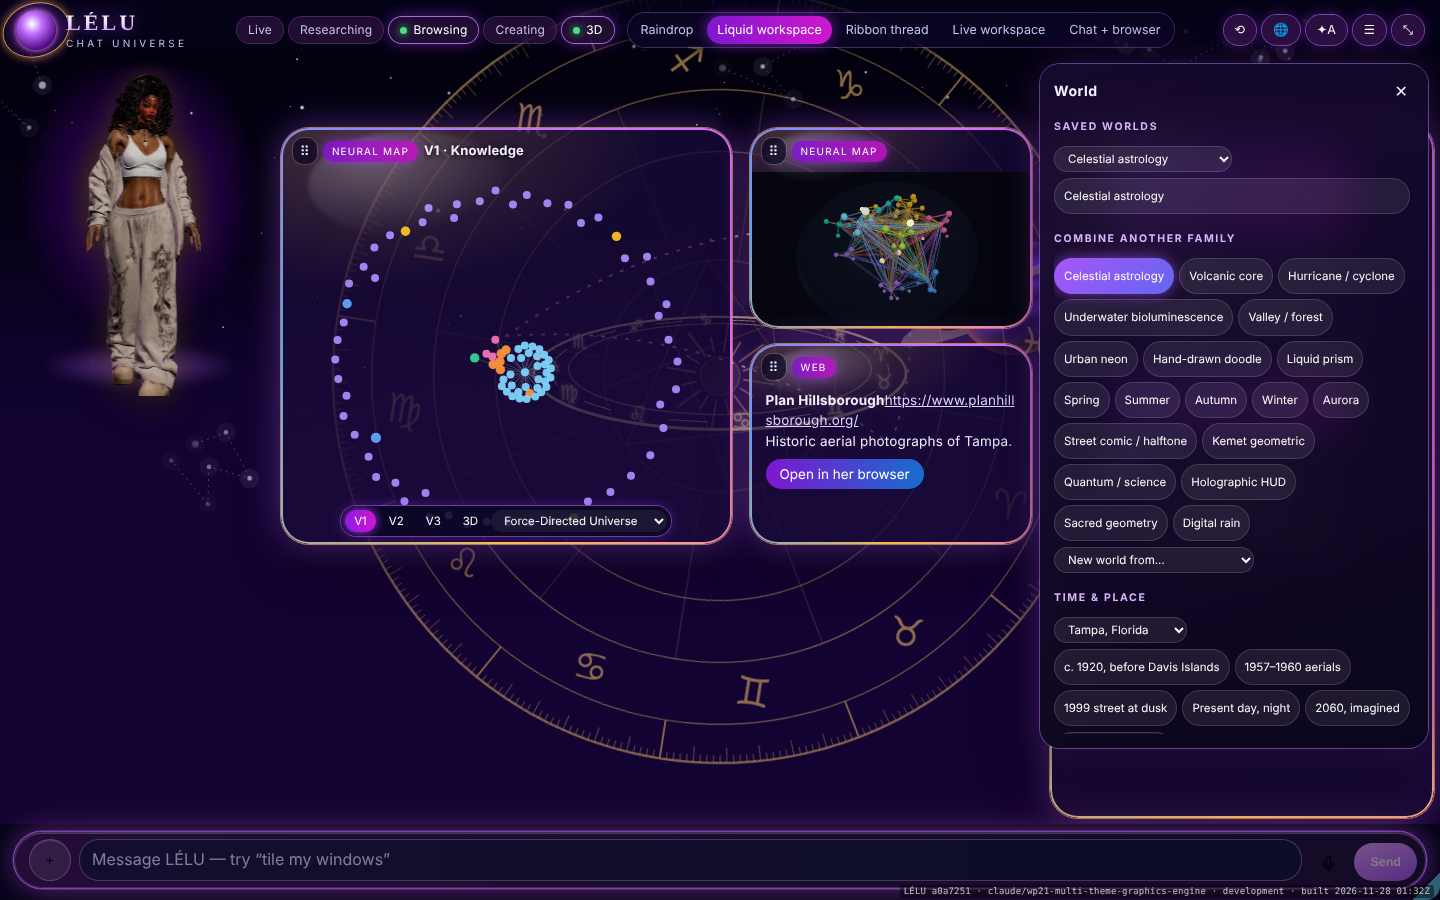 LÉLU
CHAT UNIVERSE
Live
Researching
Browsing
Creating
3D
Raindrop
Liquid workspace
Ribbon thread
Live workspace
Chat + browser
✦A
NEURAL MAP
V1 · Knowledge
V1
V2
V3
3D
Force-Directed Universe
NEURAL MAP
WEB
Plan Hillsboroughhttps://www.planhill
sborough.org/
Historic aerial photographs of Tampa.
Open in her browser
World
SAVED WORLDS
Celestial astrology
Celestial astrology
COMBINE ANOTHER FAMILY
Celestial astrology
Volcanic core
Hurricane / cyclone
Underwater bioluminescence
Valley / forest
Urban neon
Hand-drawn doodle
Liquid prism
Spring
Summer
Autumn
Winter
Aurora
Street comic / halftone
Kemet geometric
Quantum / science
Holographic HUD
Sacred geometry
Digital rain
New world from...
TIME & PLACE
Tampa, Florida
c. 1920, before Davis Islands
1957–1960 aerials
1999 street at dusk
Present day, night
2060, imagined
Message LÉLU — try “tile my windows”
Send
LÉLU a0a7251 · claude/wp21-multi-theme-graphics-engine · development · built 2026-11-28 01:32Z